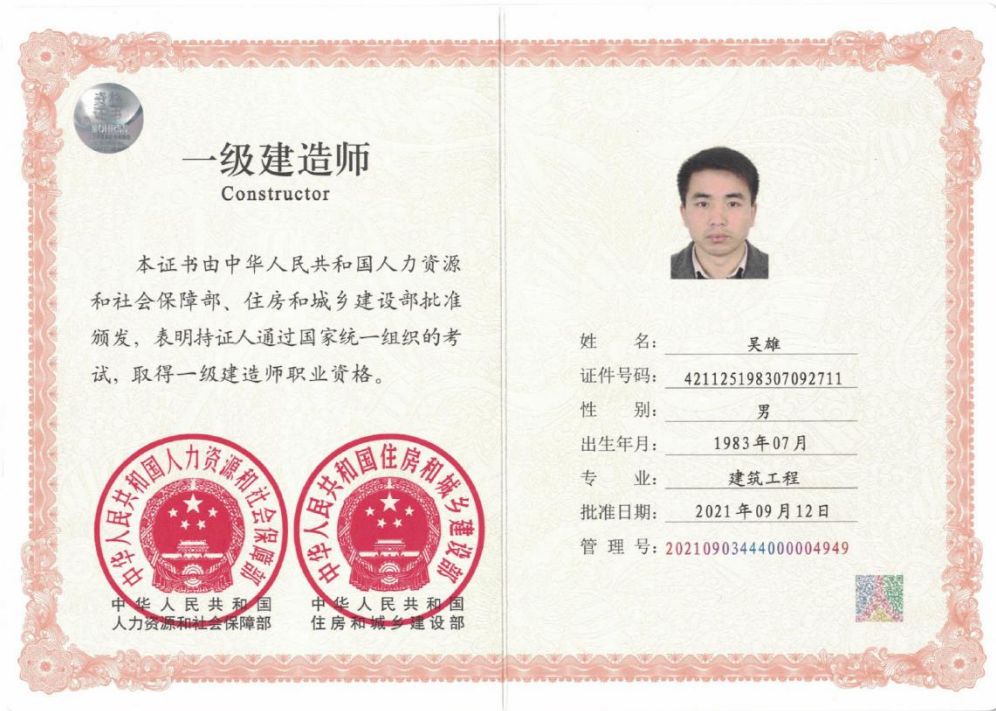 一级建造师
Constructor
本证书由中华人民共和国人力资源
和社会保障部、住房和城乡建设部批准
颁发，表明持证人通过国家统一组织的考
试，取得一级建造师职业资格。
中华人民共和国人力资源和社会保障部
中华人民共和国住房和城乡建设部
中华人民共和国
人力资源和社会保障部
中华人民共和国
住房和城乡建设部
姓 名：吴雄
证件号码：421125198307092711
性 别：男
出生年月：1983年07月
专 业：建筑工程
批准日期：2021年09月12日
管 理 号：20210903444000004949